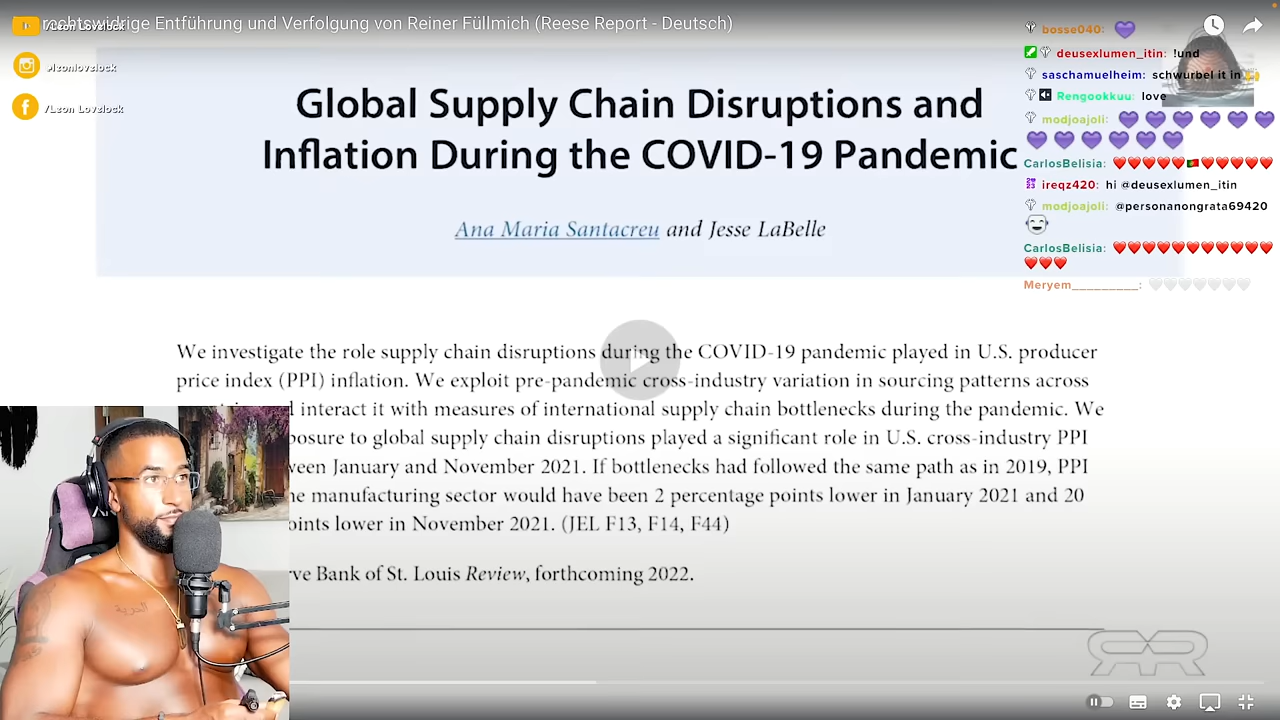 rechtswidrige Entführung und Verfolgung von Reiner Füllmich (Reese Report - Deutsch)
/Leon Lovelock
/leonlovelock
/Leon Lovelock
Global Supply Chain Disruptions and
Inflation During the COVID-19 Pandemic
Ana Maria Santacreu and Jesse LaBelle
We investigate the role supply chain disruptions during the COVID-19 pandemic played in U.S. producer
price index (PPI) inflation. We exploit pre-pandemic cross-industry variation in sourcing patterns across
interact it with measures of international supply chain bottlenecks during the pandemic. We
posure to global supply chain disruptions played a significant role in U.S. cross-industry PPI
ween January and November 2021. If bottlenecks had followed the same path as in 2019, PPI
he manufacturing sector would have been 2 percentage points lower in January 2021 and 20
oints lower in November 2021. (JEL F13, F14, F44)
rve Bank of St. Louis Review, forthcoming 2022.
bosse040: 💜
deusexlumen_itin: !und
saschamuelheim: schwurbel it in 🙌
Rengookkuu: love
modjoajoli: 💜💜💜💜💜💜
💜💜💜💜💜💜
CarlosBelisia: ❤️❤️❤️❤️❤️🇵🇹❤️❤️❤️❤️❤️
ireqz420: hi @deusexlumen_itin
modjoajoli: @personanongrata69420
CarlosBelisia: ❤️❤️❤️❤️❤️❤️❤️❤️❤️❤️❤️
❤️❤️❤️
Meryem_________: 🤍🤍🤍🤍🤍🤍🤍
الحرية
RR